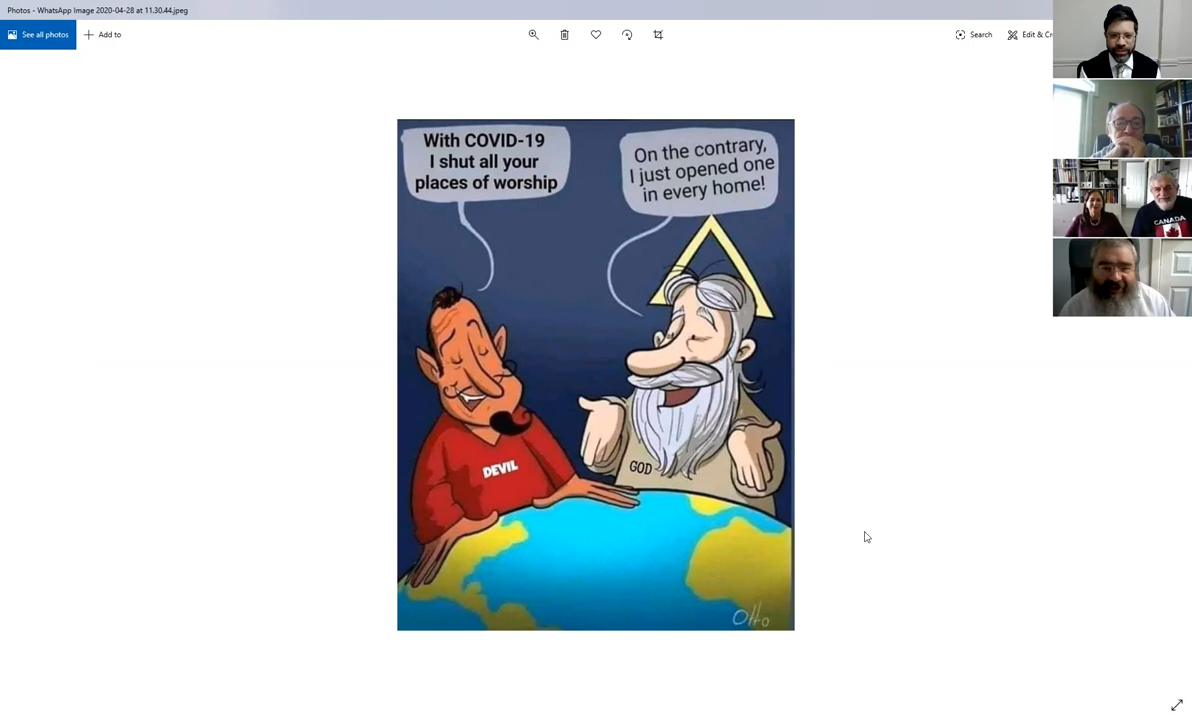 Photos - WhatsApp Image 2020-04-28 at 11.30.44.jpeg
See all photos
Add to
Search
Edit & Cr
With COVID-19
I shut all your
places of worship
On the contrary,
I just opened one
in every home!
DEVIL
GOD
Otto
CANADA